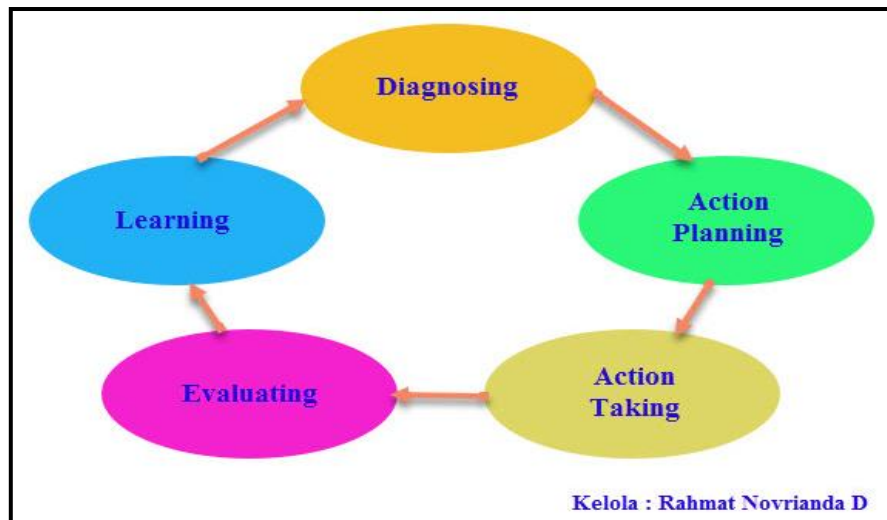 Diagnosing
Action
Planning
Action
Taking
Evaluating
Learning
Kelola : Rahmat Novrianda D